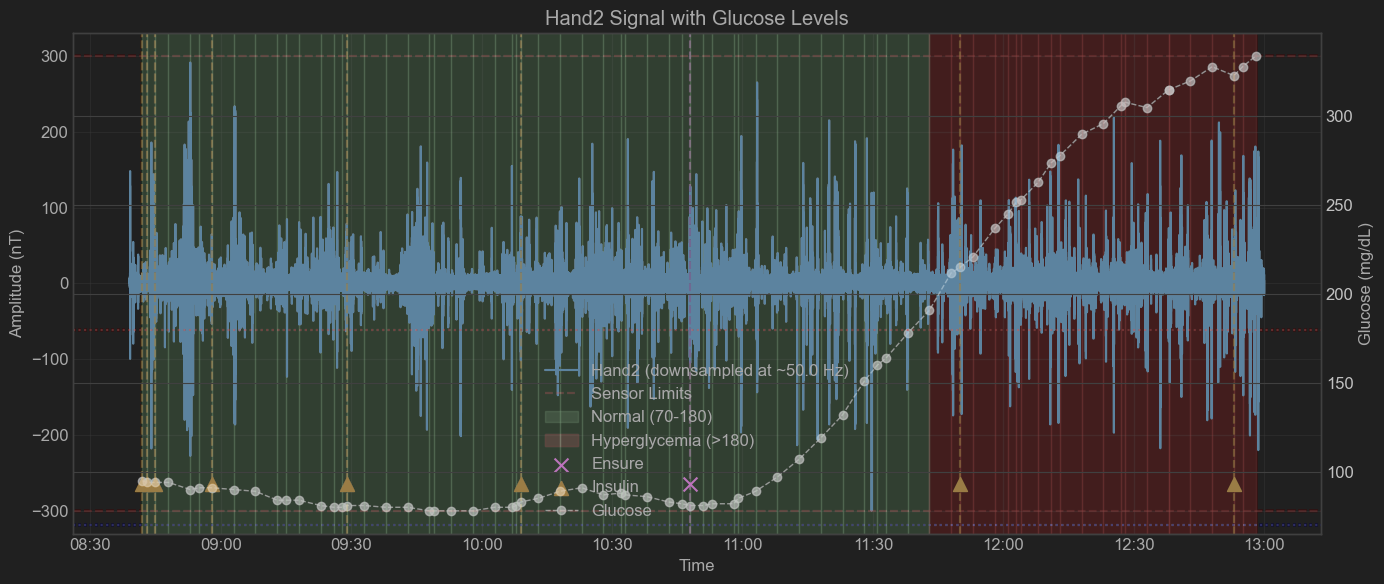 Hand2 Signal with Glucose Levels
300
200
100
0
−100
−200
−300
Amplitude (nT)
300
250
200
150
100
Glucose (mg/dL)
Hand2 (downsampled at ~50.0 Hz)
Sensor Limits
Normal (70-180)
Hyperglycemia (>180)
Ensure
Insulin
Glucose
08:30 09:00 09:30 10:00 10:30 11:00 11:30 12:00 12:30 13:00
Time